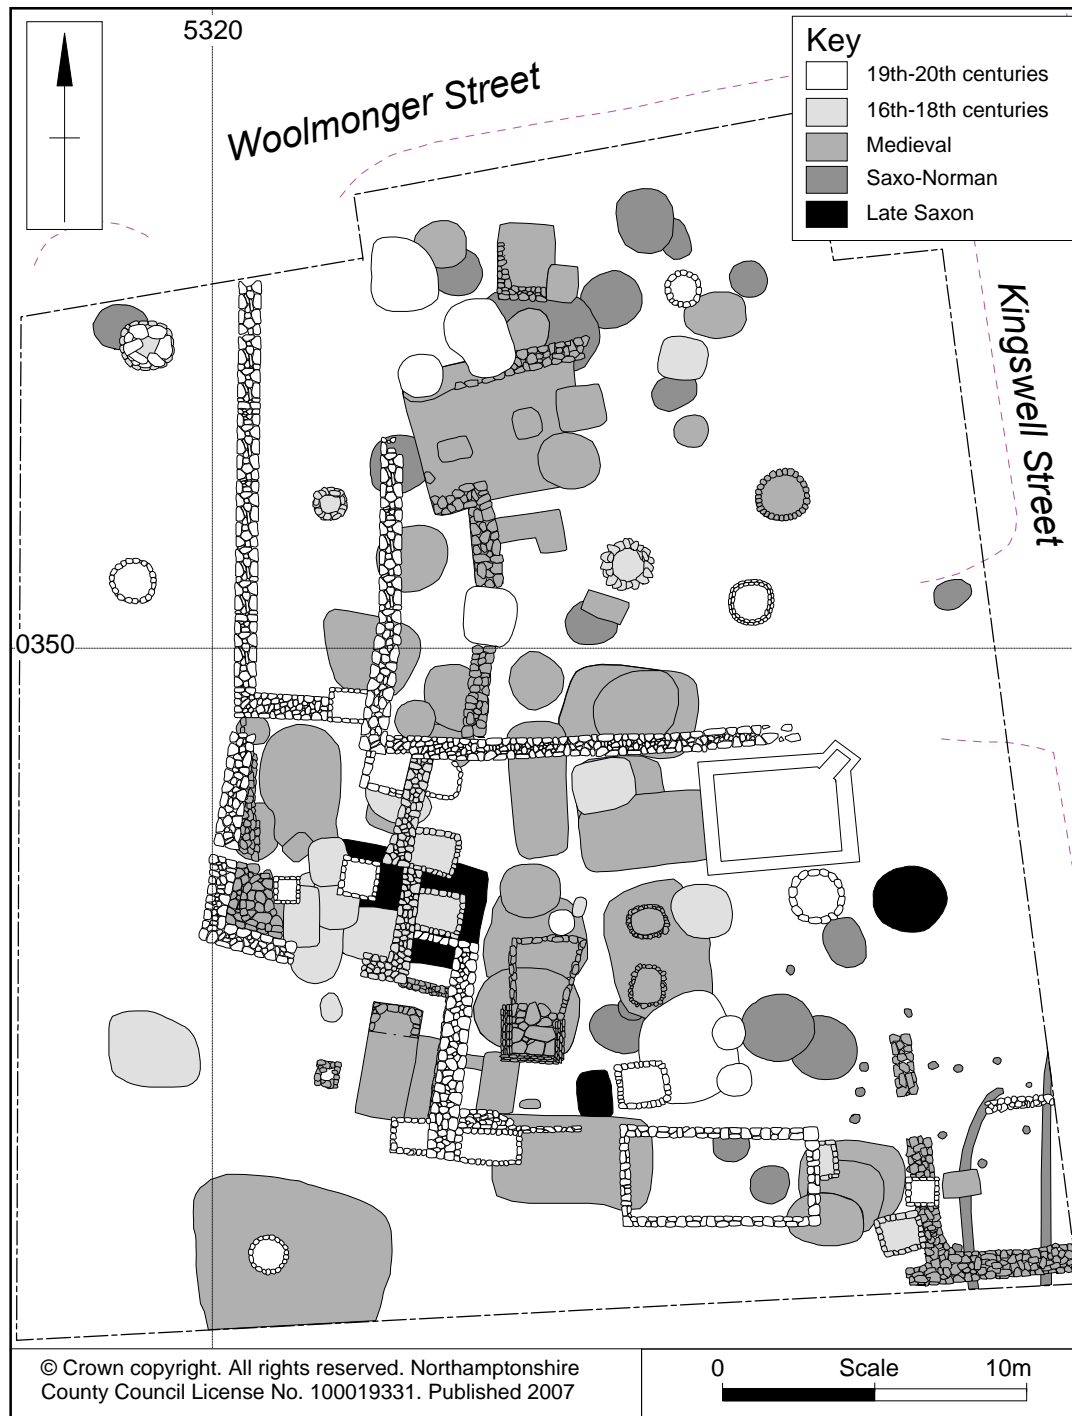 5320
Woolmonger Street
Key
19th-20th centuries
16th-18th centuries
Medieval
Saxo-Norman
Late Saxon
Kingswell Street
0350
© Crown copyright. All rights reserved. Northamptonshire
County Council License No. 100019331. Published 2007
0 Scale 10m